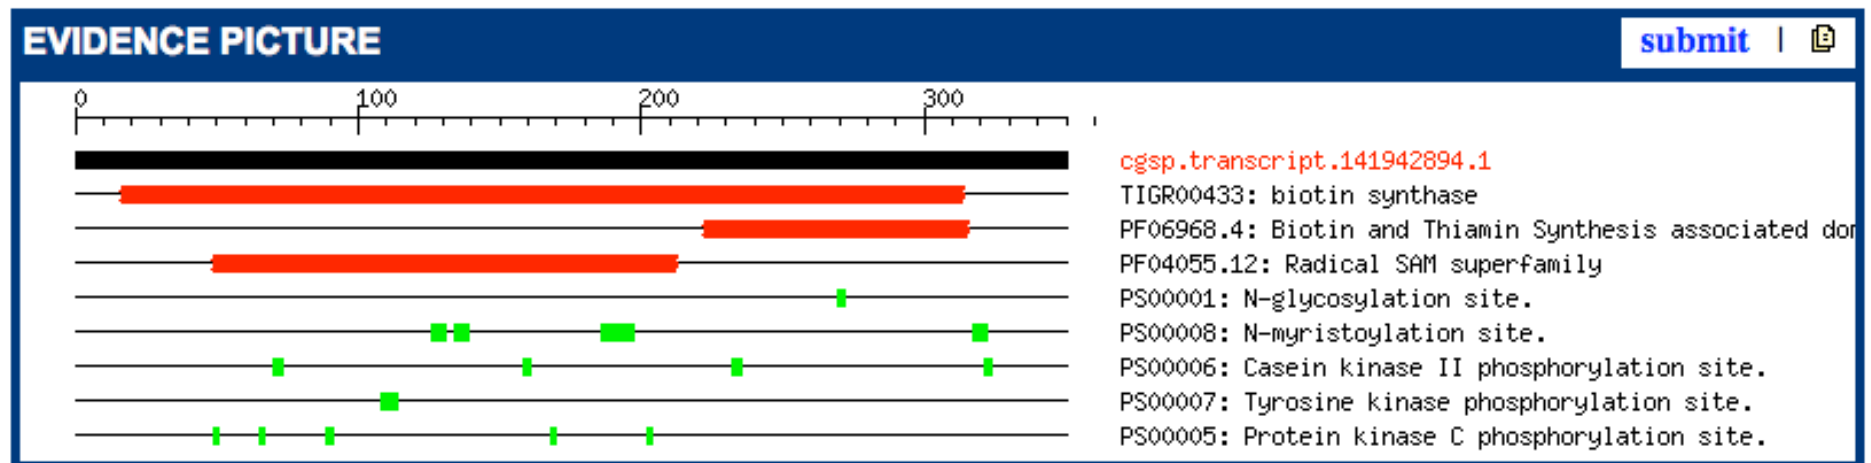 EVIDENCE PICTURE submit |
0 100 200 300
cgsp.transcript.141942894.1
TIGR00433: biotin synthase
PF06968.4: Biotin and Thiamin Synthesis associated
PF04055.12: Radical SAM superfamily
PS00001: N-glycosylation site.
PS00008: N-myristoylation site.
PS00006: Casein kinase II phosphorylation site.
PS00007: Tyrosine kinase phosphorylation site.
PS00005: Protein kinase C phosphorylation site.